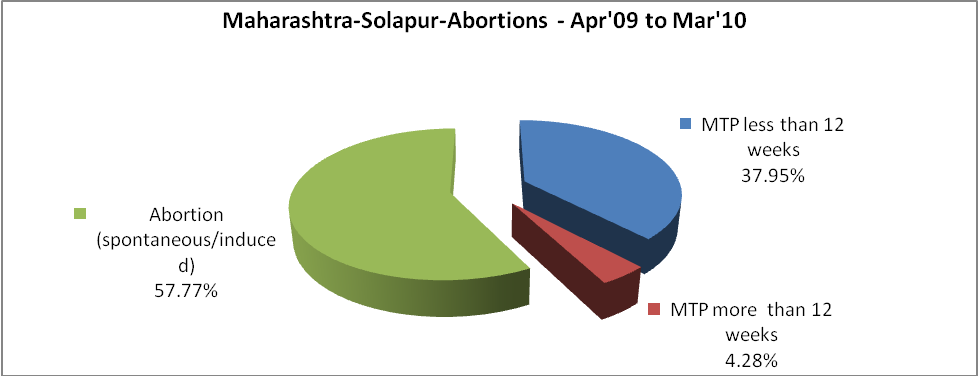 Maharashtra-Solapur-Abortions - Apr'09 to Mar'10
MTP less than 12
weeks
37.95%
Abortion
(spontaneous/induce
d)
57.77%
MTP more than 12
weeks
4.28%